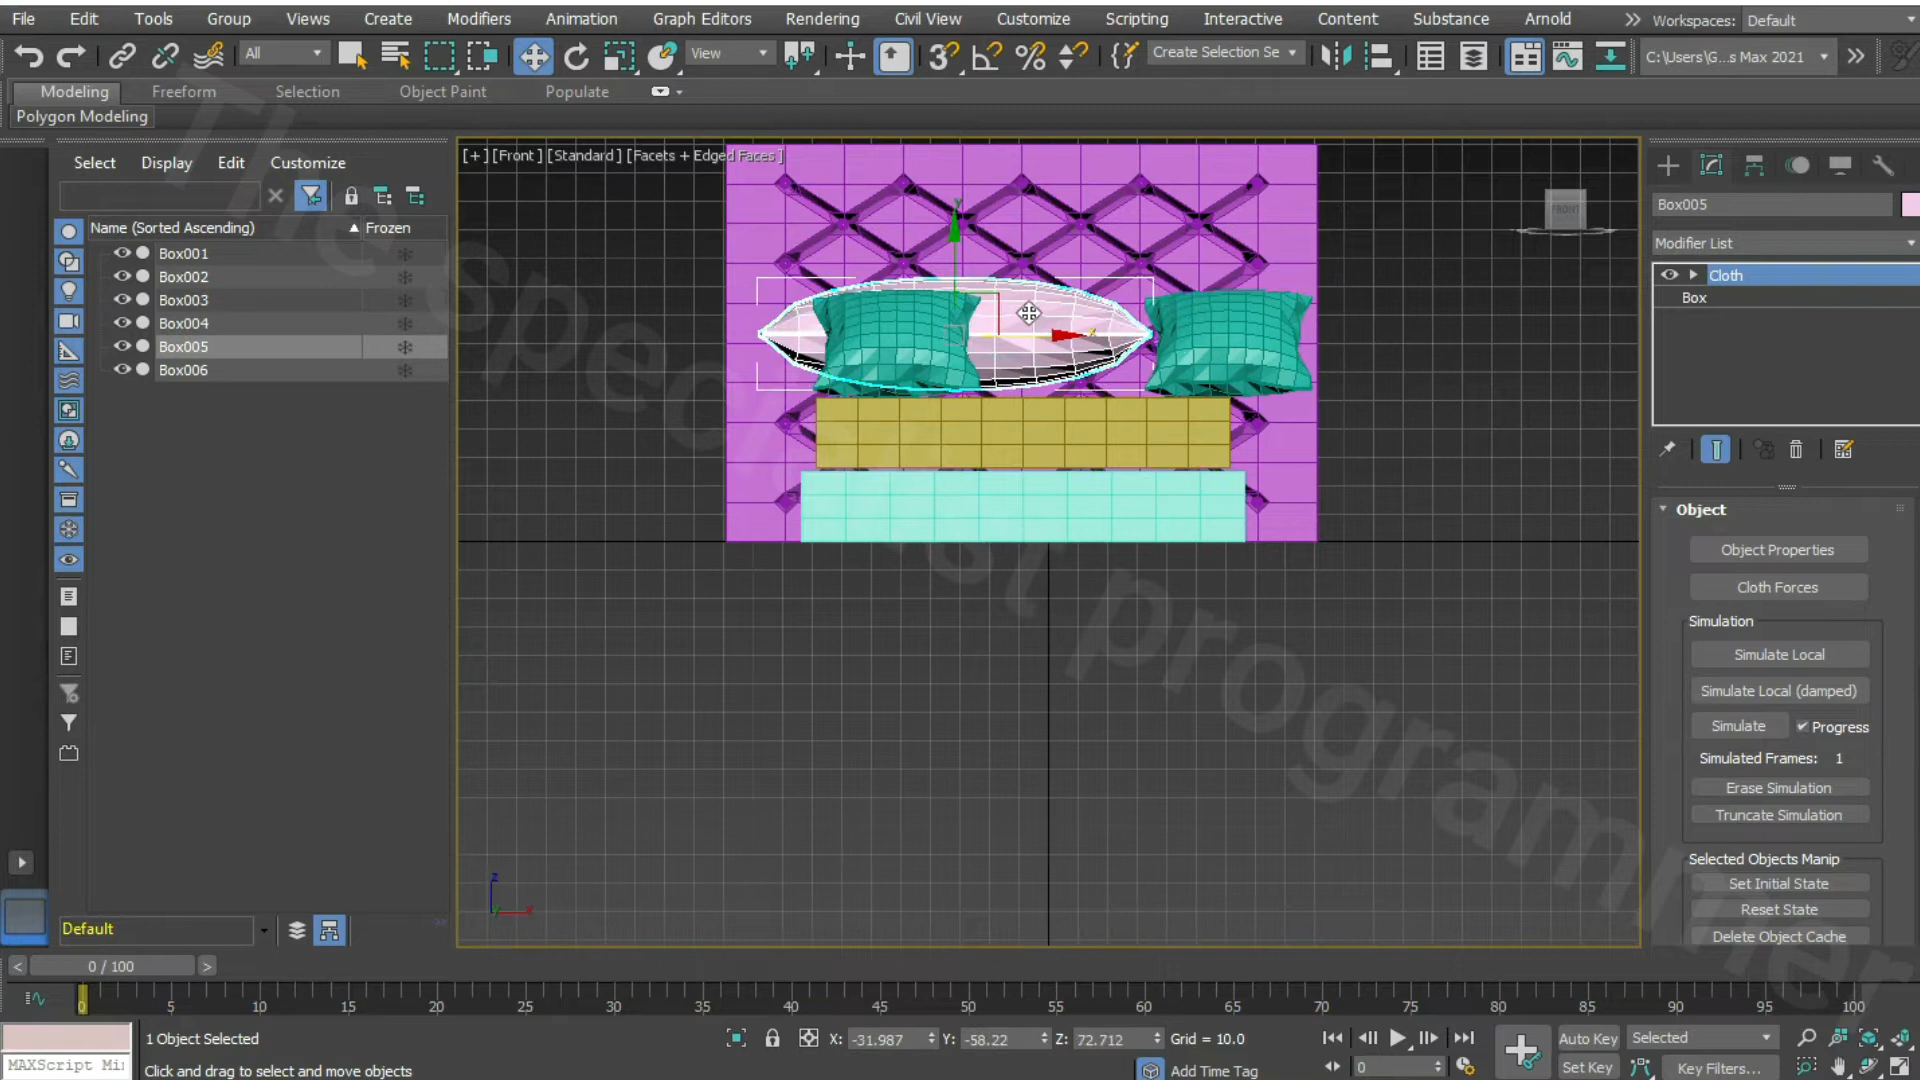 File Edit Tools Group Views Create Modifiers Animation Graph Editors Rendering Civil View Customize Scripting Interactive Content Substance Arnold Workspaces: Default
All View Create Selection Se C:\Users\G...s Max 2021
Modeling Freeform Selection Object Paint Populate
Polygon Modeling
Select Display Edit Customize
[+] [Front ] [Standard ] [Facets + Edged Faces ]
FRONT
Box005
Name (Sorted Ascending) Frozen
Modifier List
Box001
Box002
Box003
Box004
Box005
Box006
Cloth
Box
y
x
Object
Object Properties
Cloth Forces
Simulation
Simulate Local
Simulate Local (damped)
Simulate Progress
Simulated Frames: 1
Erase Simulation
Truncate Simulation
Selected Objects Manip
Set Initial State
Reset State
Delete Object Cache
z
x
Default
< 0 / 100 >
0 5 10 15 20 25 30 35 40 45 50 55 60 65 70 75 80 85 90 95 100
1 Object Selected X: -31.987 Y: -58.22 Z: 72.712 Grid = 10.0 Auto Key Selected
MAXScript Mi
Click and drag to select and move objects Add Time Tag 0 Set Key Key Filters...
The specialist programmer